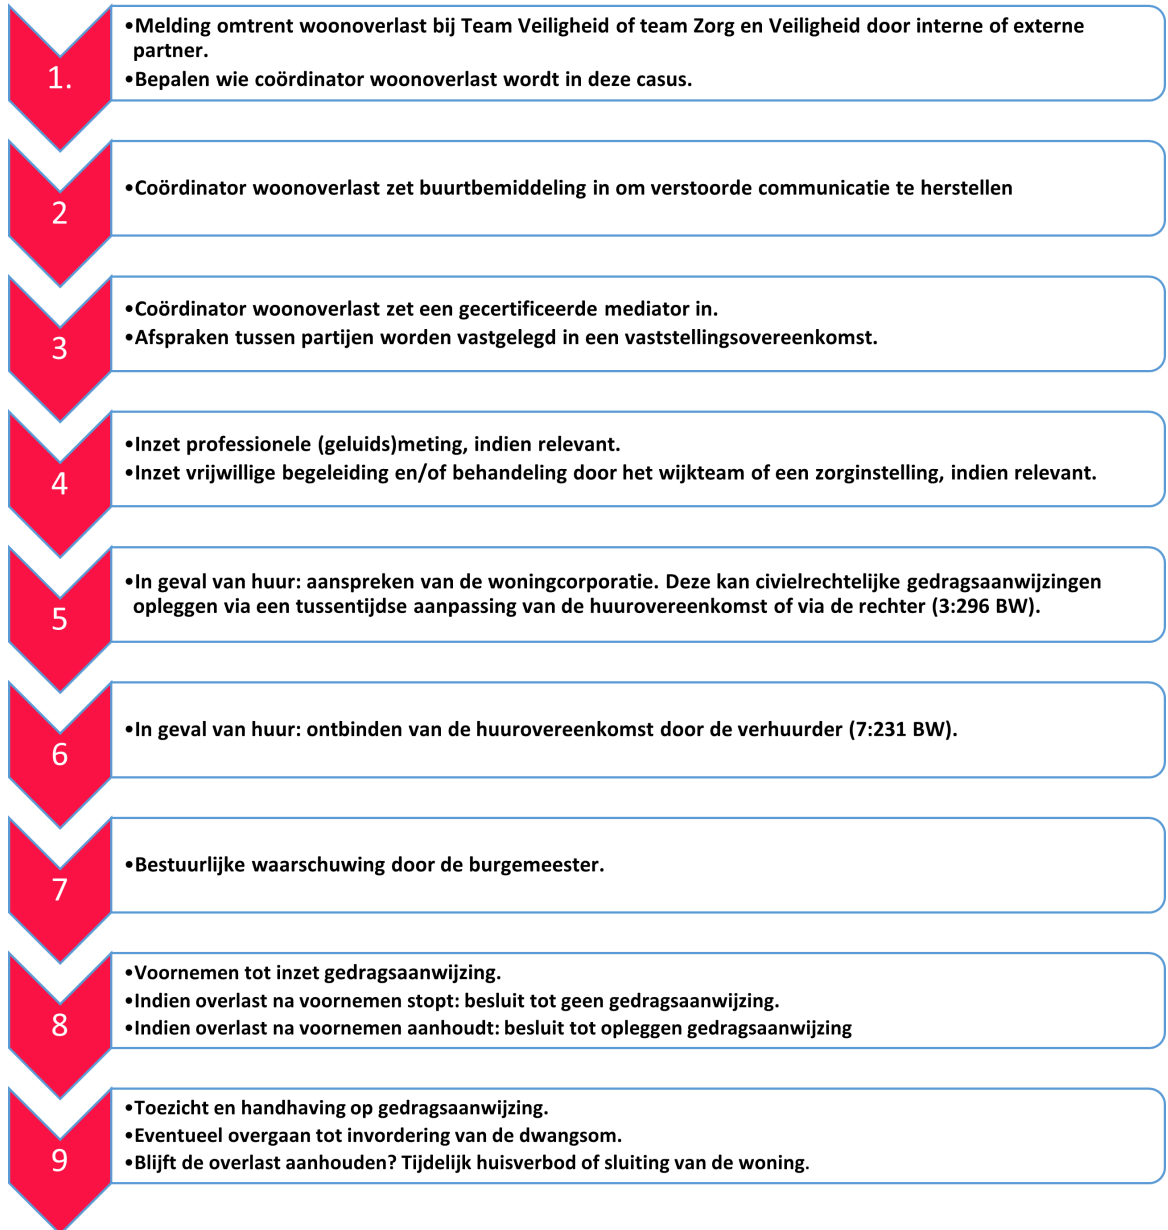 1.
•Melding omtrent woonoverlast bij Team Veiligheid of team Zorg en Veiligheid door interne of externe
partner.
•Bepalen wie coördinator woonoverlast wordt in deze casus.
2
•Coördinator woonoverlast zet buurtbemiddeling in om verstoorde communicatie te herstellen
3
•Coördinator woonoverlast zet een gecertificeerde mediator in.
•Afspraken tussen partijen worden vastgelegd in een vaststellingsovereenkomst.
4
•Inzet professionele (geluids)meting, indien relevant.
•Inzet vrijwillige begeleiding en/of behandeling door het wijkteam of een zorginstelling, indien relevant.
5
•In geval van huur: aanspreken van de woningcorporatie. Deze kan civielrechtelijke gedragsaanwijzingen
opleggen via een tussentijdse aanpassing van de huurovereenkomst of via de rechter (3:296 BW).
6
•In geval van huur: ontbinden van de huurovereenkomst door de verhuurder (7:231 BW).
7
•Bestuurlijke waarschuwing door de burgemeester.
8
•Voornemen tot inzet gedragsaanwijzing.
•Indien overlast na voornemen stopt: besluit tot geen gedragsaanwijzing.
•Indien overlast na voornemen aanhoudt: besluit tot opleggen gedragsaanwijzing
9
•Toezicht en handhaving op gedragsaanwijzing.
•Eventueel overgaan tot invordering van de dwangsom.
•Blijft de overlast aanhouden? Tijdelijk huisverbod of sluiting van de woning.